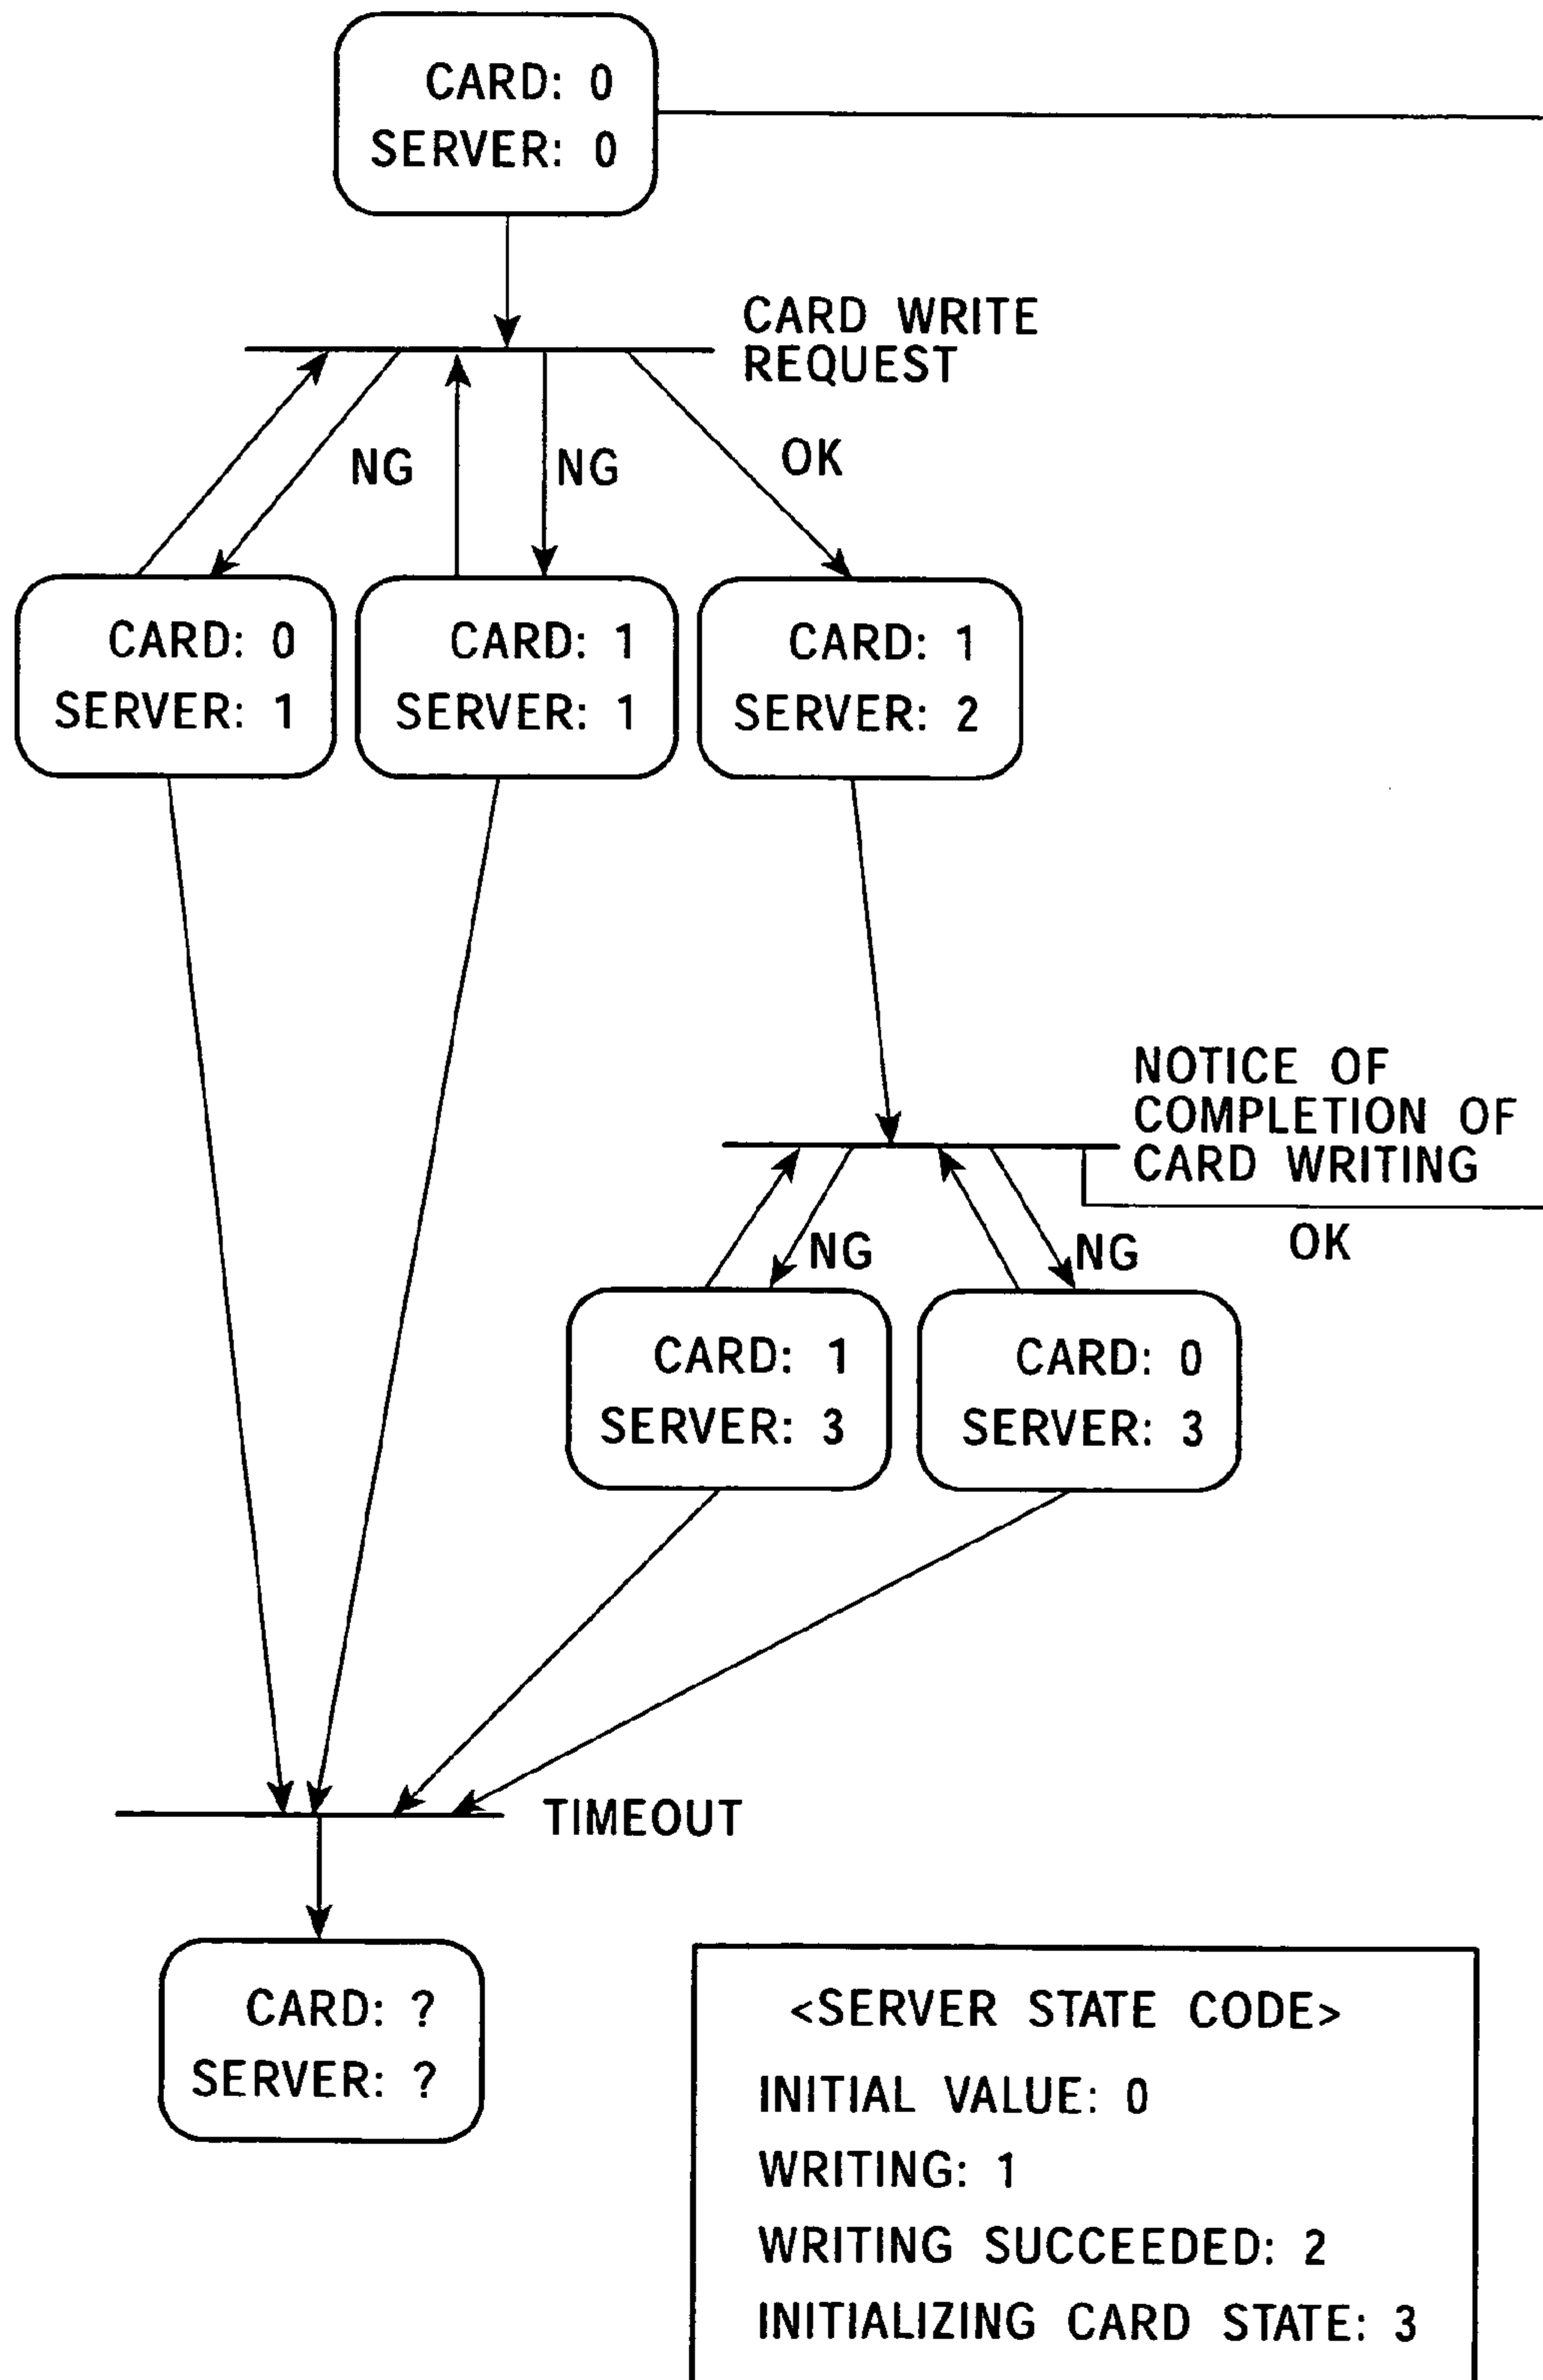 CARD: 0
SERVER: 0
CARD WRITE
REQUEST
NG
NG
OK
CARD: 0
SERVER: 1
CARD: 1
SERVER: 1
CARD: 1
SERVER: 2
NOTICE OF
COMPLETION OF
CARD WRITING
OK
NG
NG
CARD: 1
SERVER: 3
CARD: 0
SERVER: 3
TIMEOUT
CARD: ?
SERVER: ?
<SERVER STATE CODE>
INITIAL VALUE: 0
WRITING: 1
WRITING SUCCEEDED: 2
INITIALIZING CARD STATE: 3